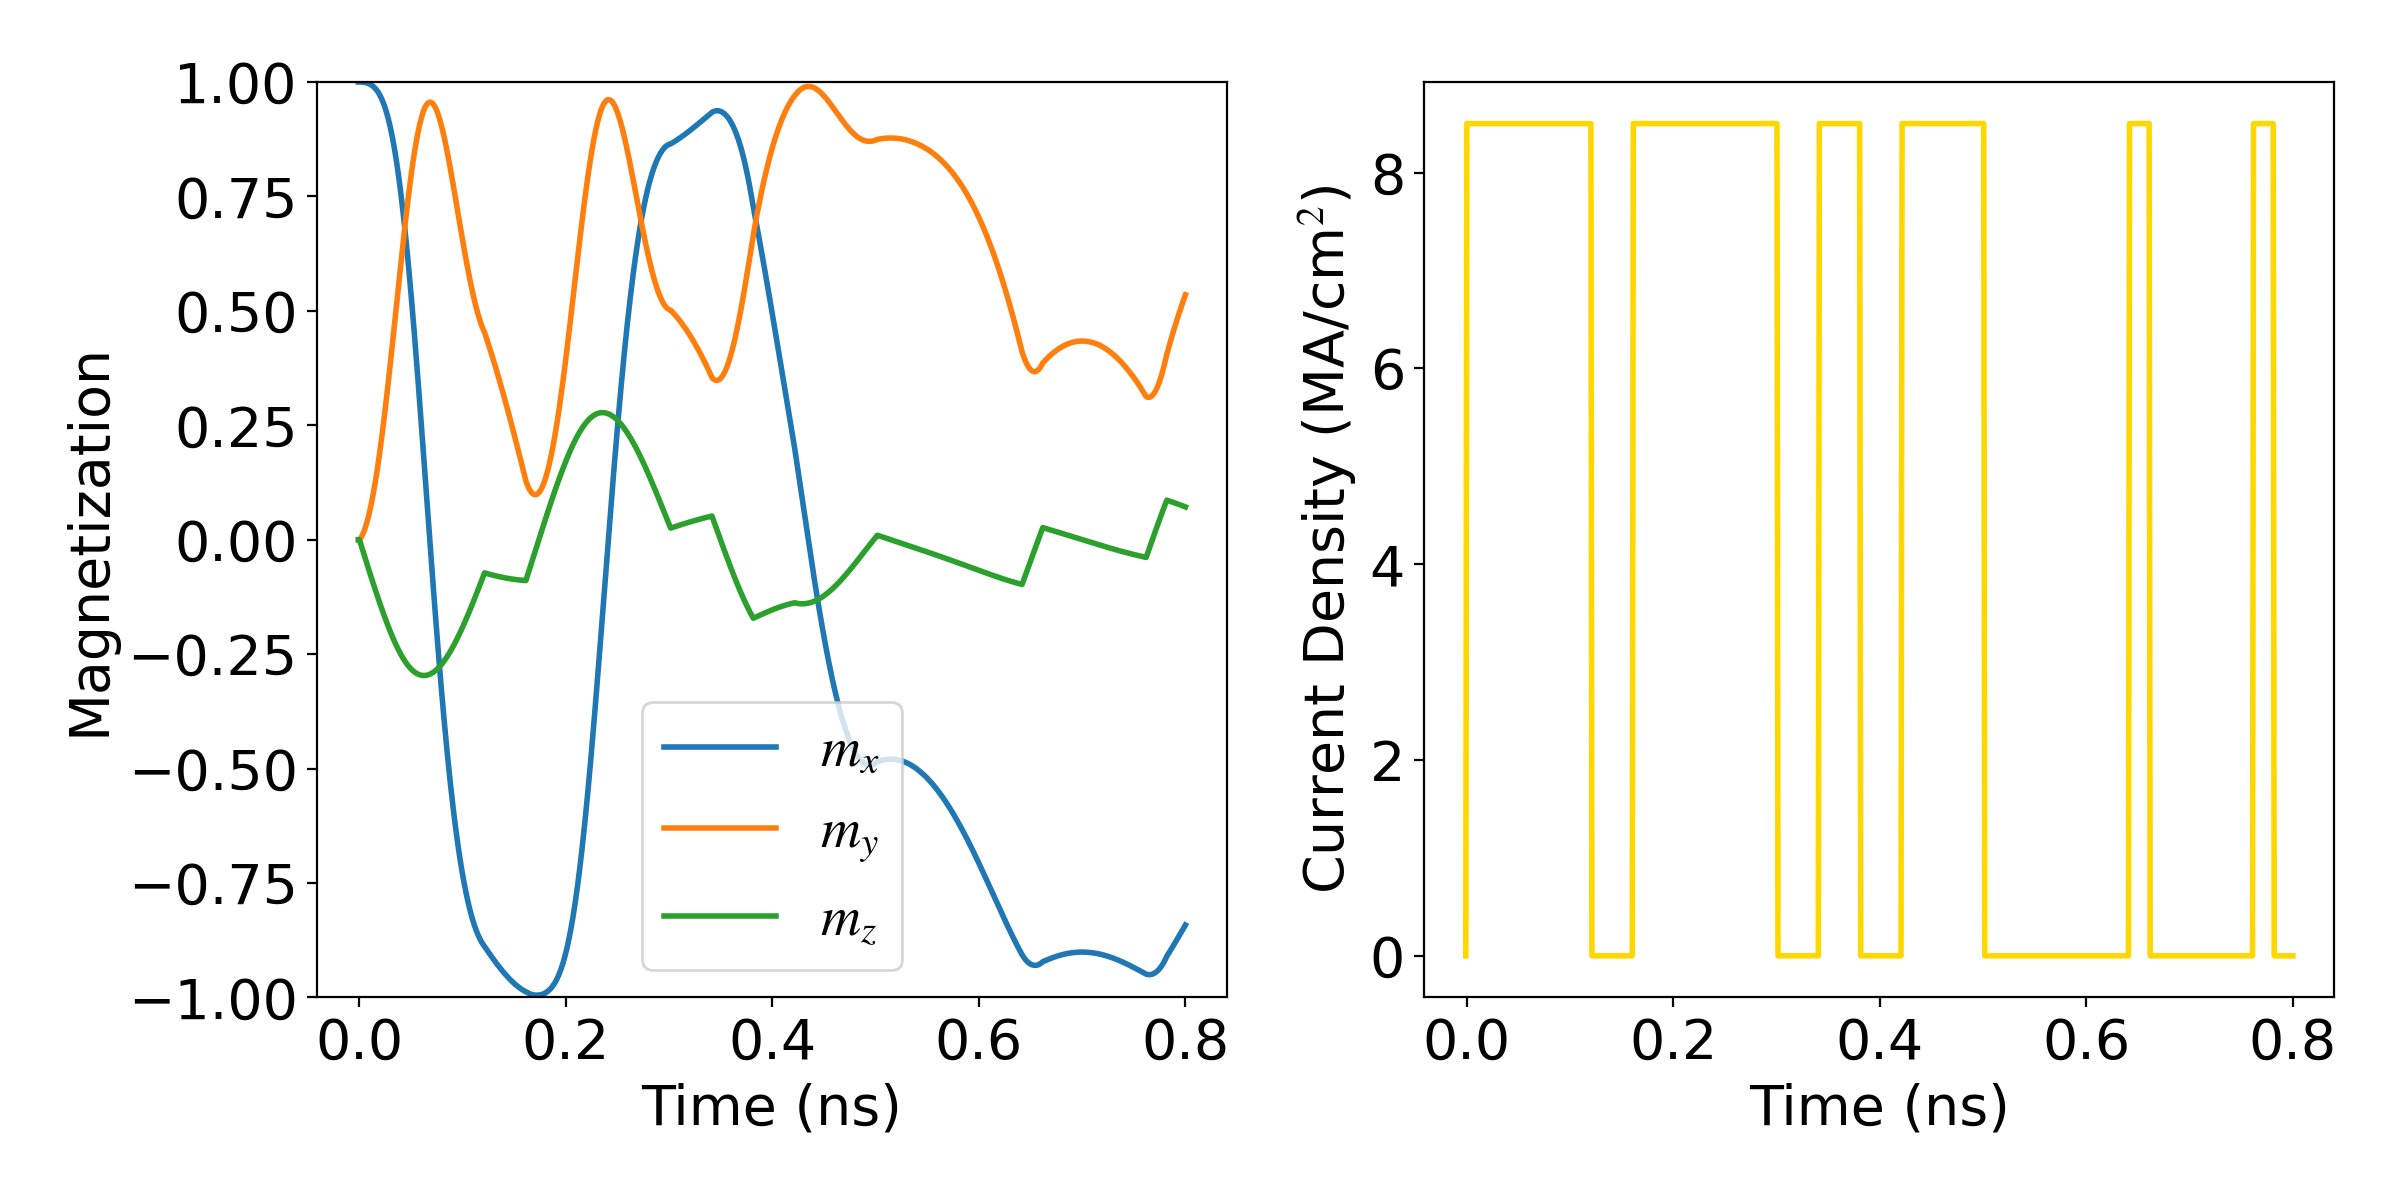 1.00
0.75
0.50
0.25
0.00
−0.25
−0.50
−0.75
−1.00
Magnetization
0.0 0.2 0.4 0.6 0.8
Time (ns)
m_x
m_y
m_z
8
6
4
2
0
Current Density (MA/cm²)
0.0 0.2 0.4 0.6 0.8
Time (ns)